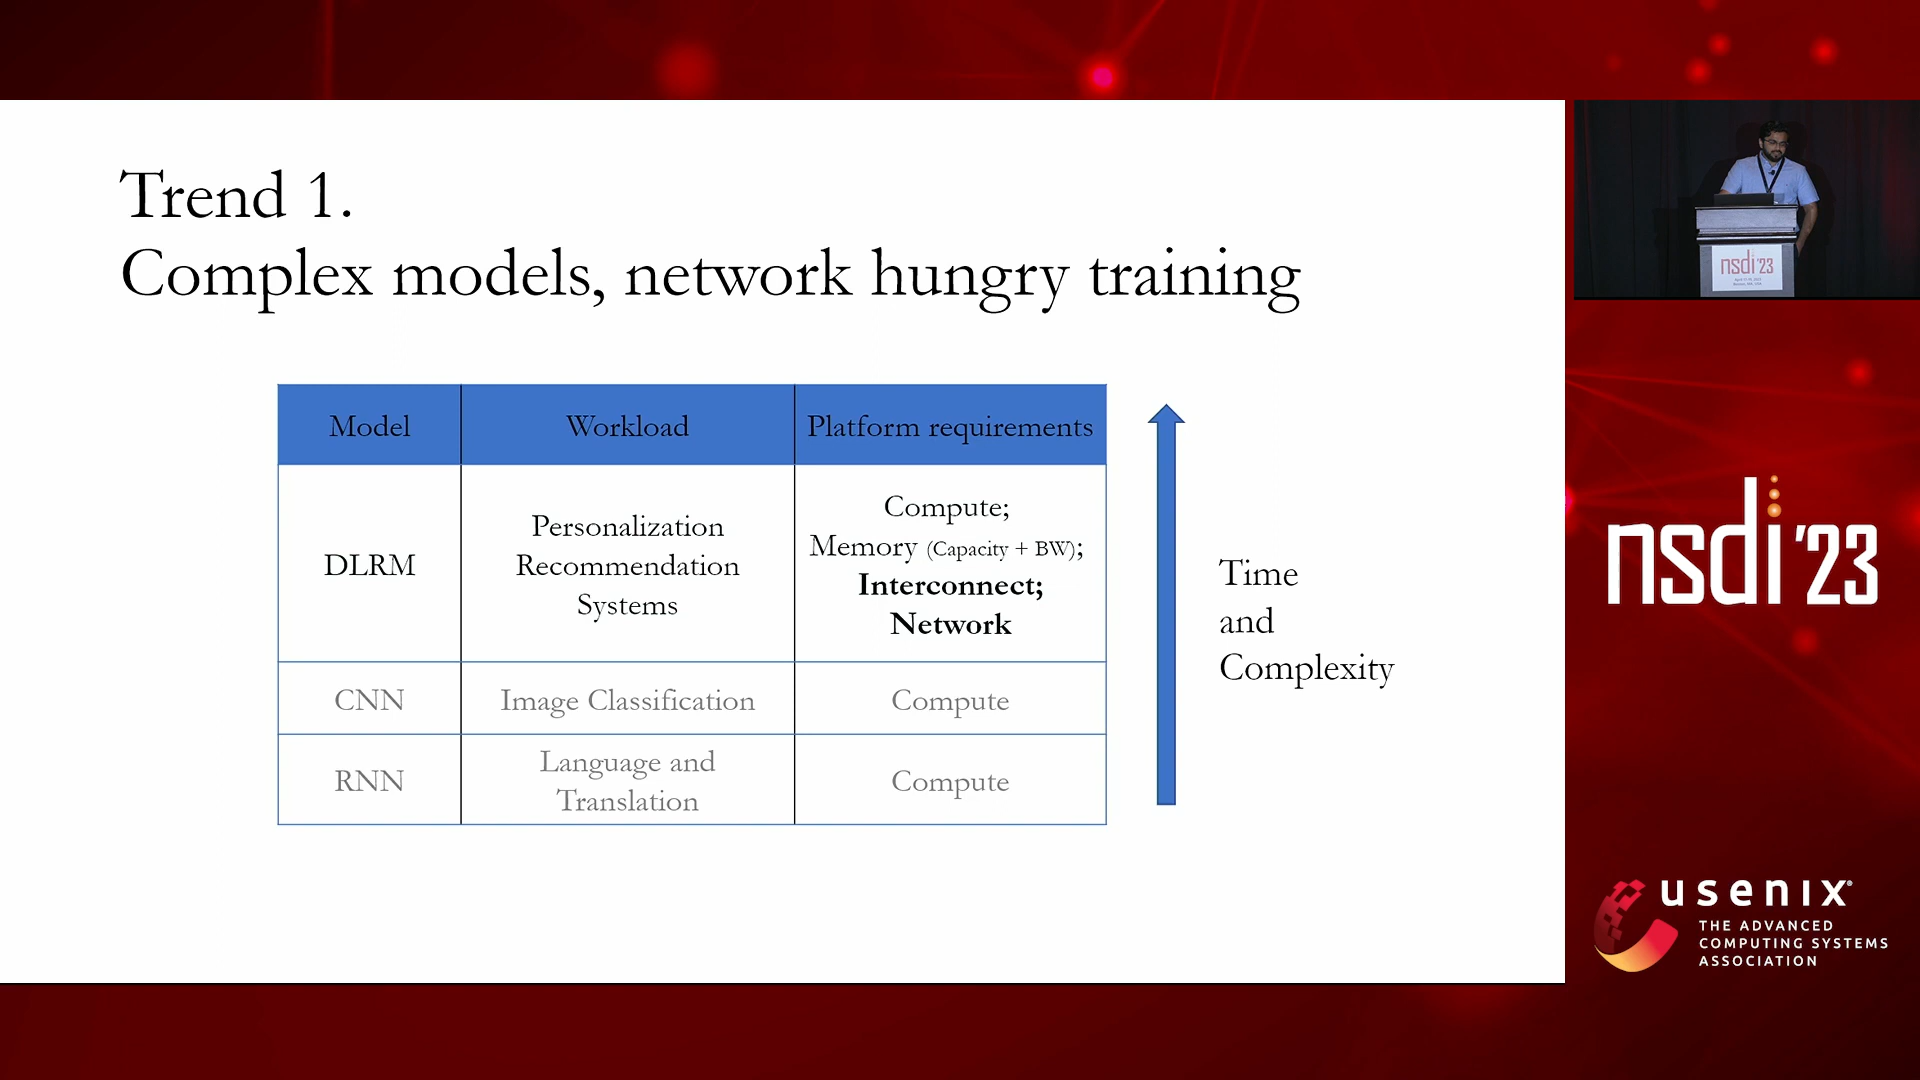 Trend 1.
Complex models, network hungry training
Model
Workload
Platform requirements
DLRM
Personalization
Recommendation
Systems
Compute;
Memory (Capacity + BW);
Interconnect;
Network
CNN
Image Classification
Compute
RNN
Language and
Translation
Compute
Time
and
Complexity
nsdi'23
nsdi'23
usenix®
THE ADVANCED
COMPUTING SYSTEMS
ASSOCIATION